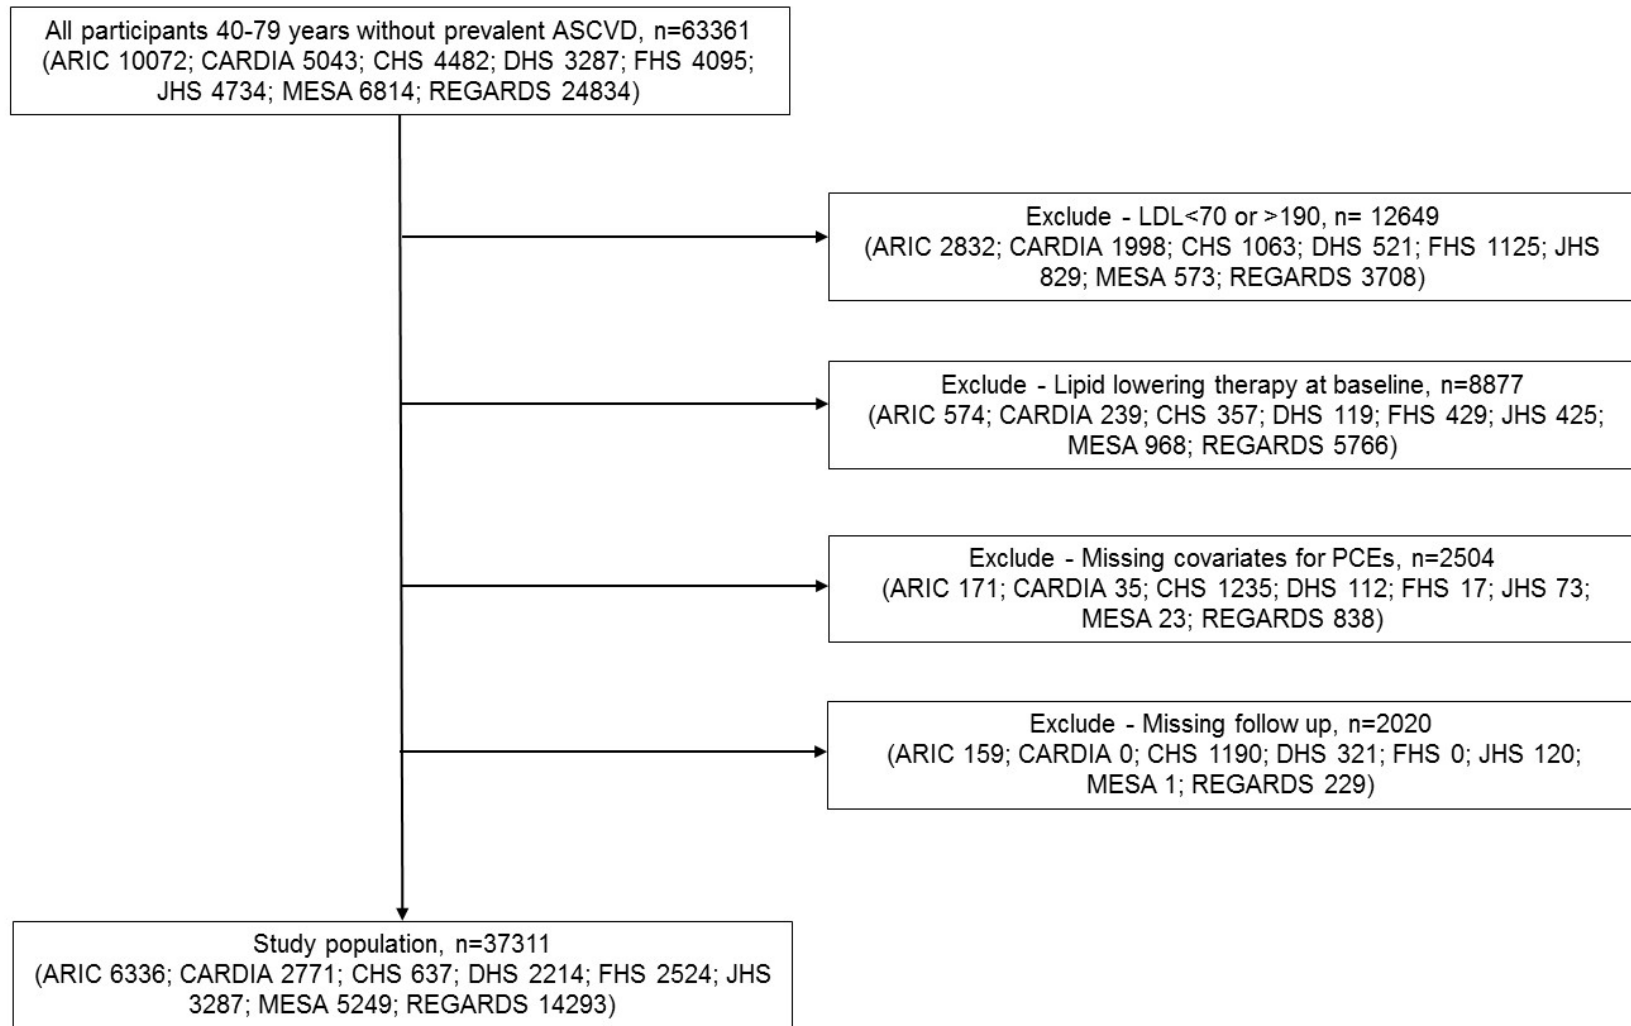 All participants 40-79 years without prevalent ASCVD, n=63361
(ARIC 10072; CARDIA 5043; CHS 4482; DHS 3287; FHS 4095;
JHS 4734; MESA 6814; REGARDS 24834)
Exclude - LDL<70 or >190, n= 12649
(ARIC 2832; CARDIA 1998; CHS 1063; DHS 521; FHS 1125; JHS
829; MESA 573; REGARDS 3708)
Exclude - Lipid lowering therapy at baseline, n=8877
(ARIC 574; CARDIA 239; CHS 357; DHS 119; FHS 429; JHS 425;
MESA 968; REGARDS 5766)
Exclude - Missing covariates for PCEs, n=2504
(ARIC 171; CARDIA 35; CHS 1235; DHS 112; FHS 17; JHS 73;
MESA 23; REGARDS 838)
Exclude - Missing follow up, n=2020
(ARIC 159; CARDIA 0; CHS 1190; DHS 321; FHS 0; JHS 120;
MESA 1; REGARDS 229)
Study population, n=37311
(ARIC 6336; CARDIA 2771; CHS 637; DHS 2214; FHS 2524; JHS
3287; MESA 5249; REGARDS 14293)